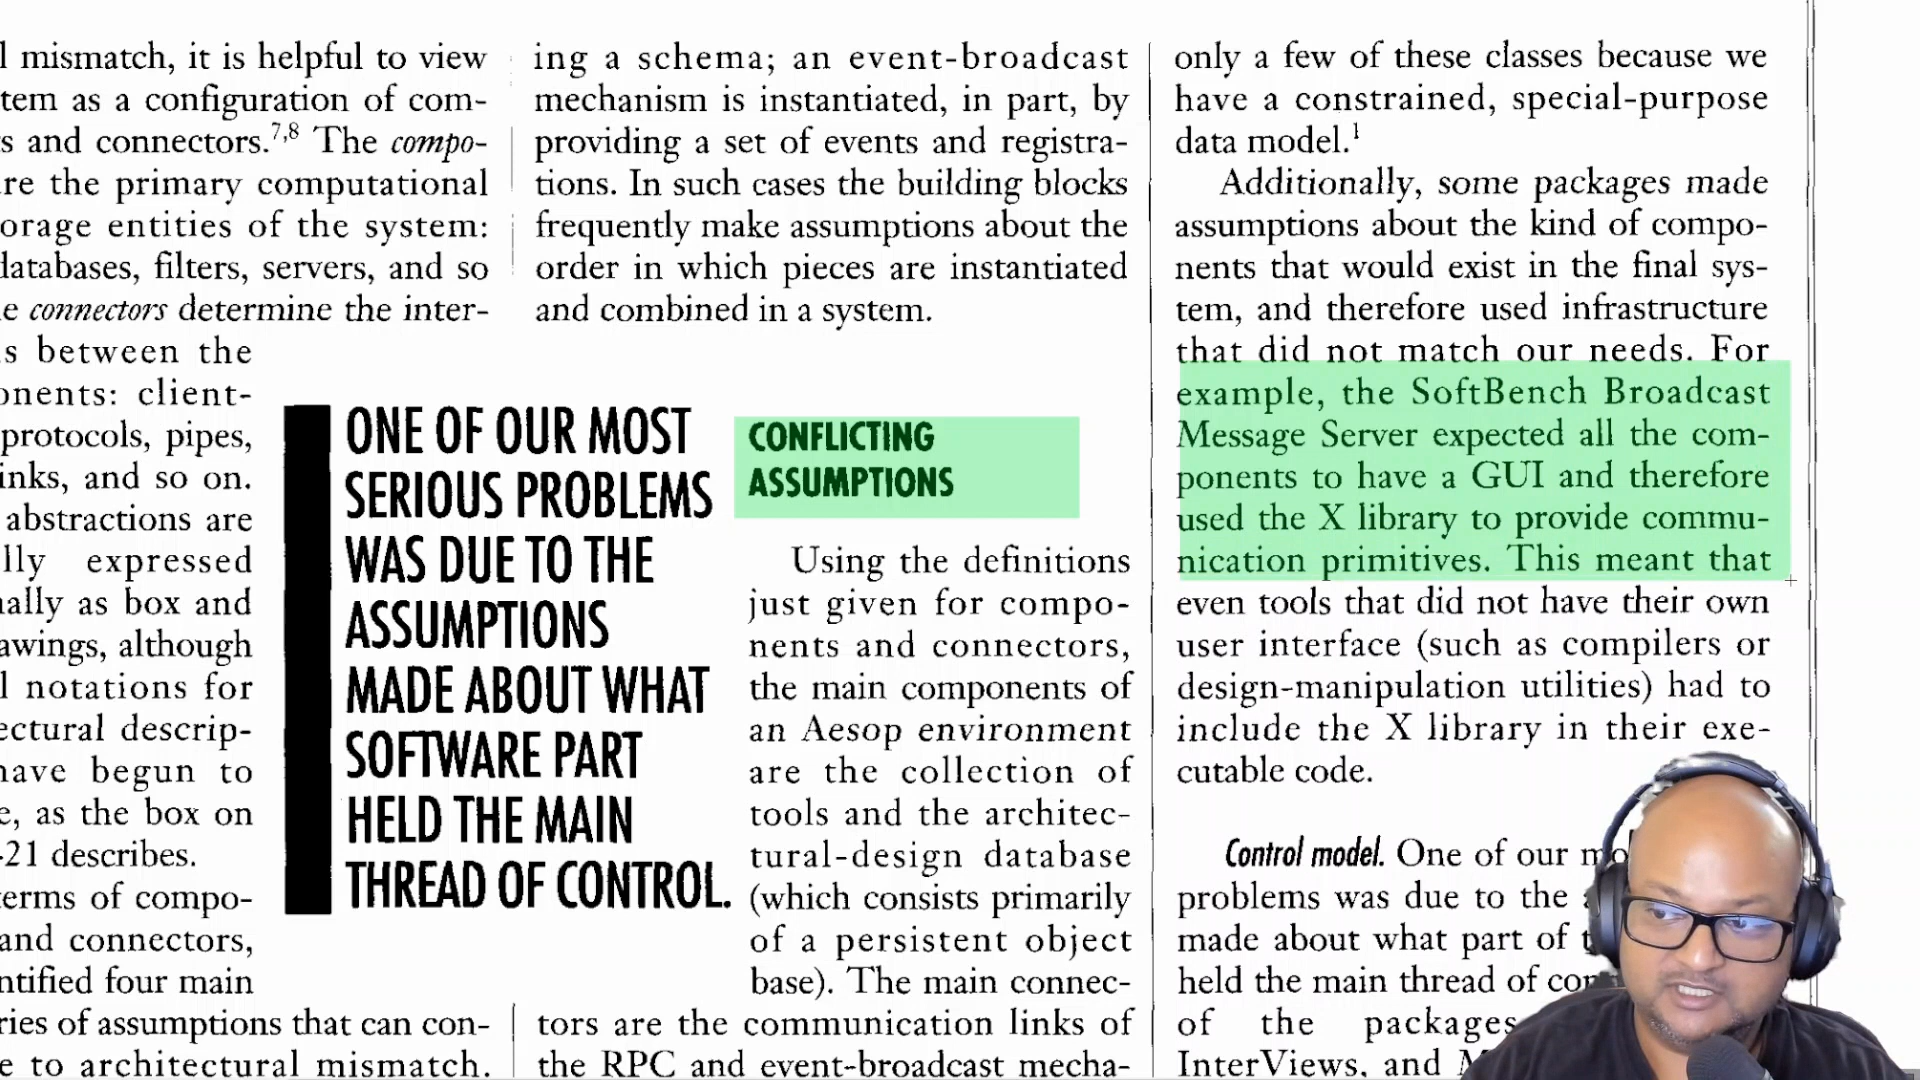 l mismatch, it is helpful to view
tem as a configuration of com-
s and connectors.7,8 The compo-
re the primary computational
orage entities of the system:
latabases, filters, servers, and so
e connectors determine the inter-
s between the
onents: client-
protocols, pipes,
inks, and so on.
abstractions are
lly expressed
nally as box and
awings, although
l notations for
ectural descrip-
have begun to
e, as the box on
-21 describes.
terms of compo-
and connectors,
ntified four main
ries of assumptions that can con-
e to architectural mismatch.
ONE OF OUR MOST
SERIOUS PROBLEMS
WAS DUE TO THE
ASSUMPTIONS
MADE ABOUT WHAT
SOFTWARE PART
HELD THE MAIN
THREAD OF CONTROL.
ing a schema; an event-broadcast
mechanism is instantiated, in part, by
providing a set of events and registra-
tions. In such cases the building blocks
frequently make assumptions about the
order in which pieces are instantiated
and combined in a system.
CONFLICTING
ASSUMPTIONS
Using the definitions
just given for compo-
nents and connectors,
the main components of
an Aesop environment
are the collection of
tools and the architec-
tural-design database
(which consists primarily
of a persistent object
base). The main connec-
tors are the communication links of
the RPC and event-broadcast mecha-
only a few of these classes because we
have a constrained, special-purpose
data model.1
Additionally, some packages made
assumptions about the kind of compo-
nents that would exist in the final sys-
tem, and therefore used infrastructure
that did not match our needs. For
example, the SoftBench Broadcast
Message Server expected all the com-
ponents to have a GUI and therefore
used the X library to provide commu-
nication primitives. This meant that
even tools that did not have their own
user interface (such as compilers or
design-manipulation utilities) had to
include the X library in their exe-
cutable code.
Control model. One of our mo
problems was due to the
made about what part of t
held the main thread of con
of the packages
InterViews, and M